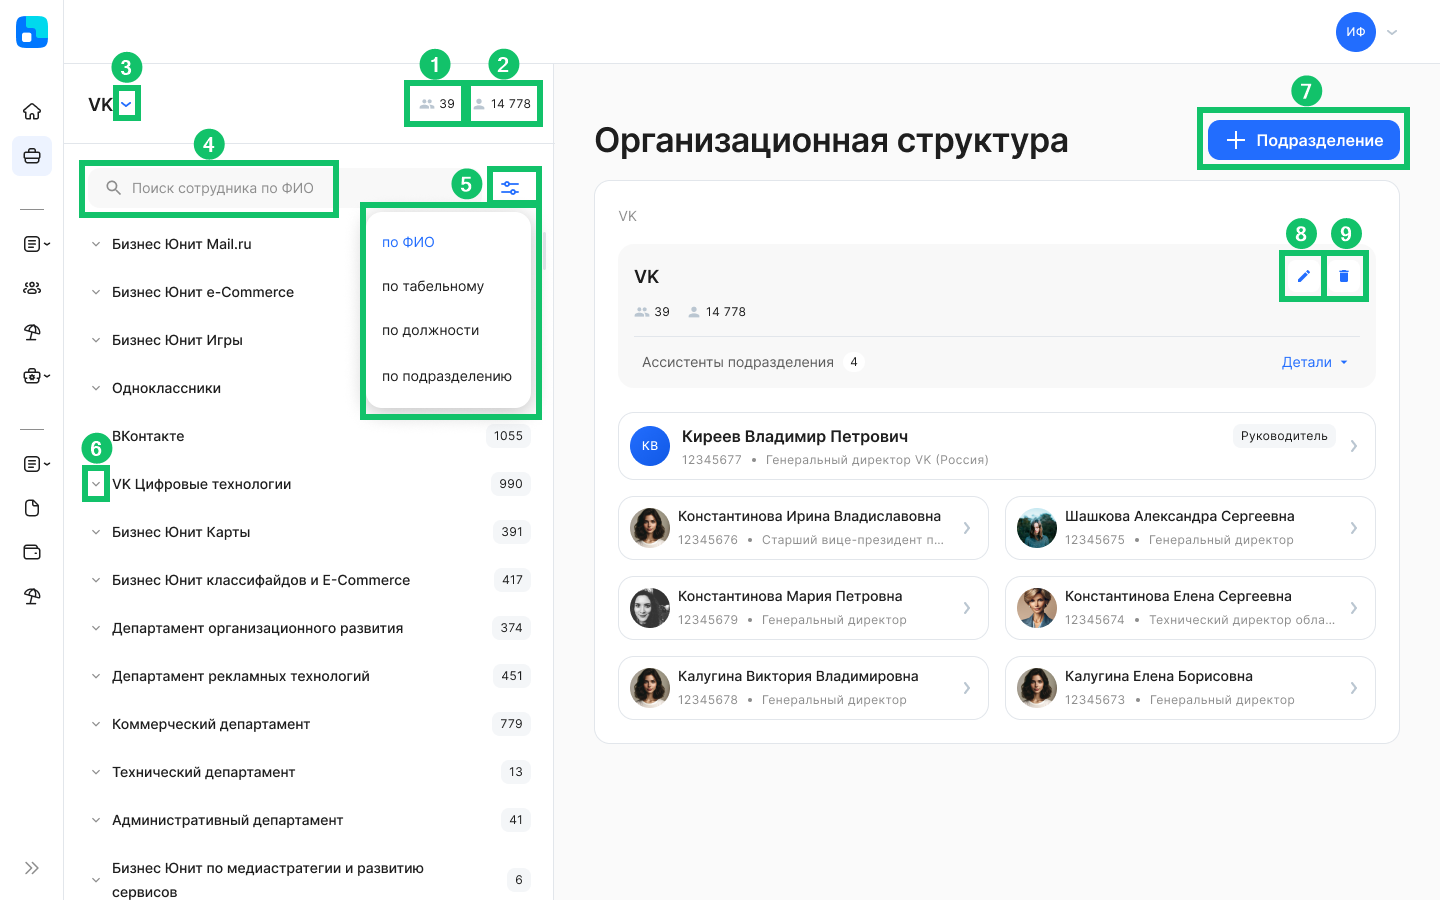 ИФ
3
1
2
VK
39
14 778
7
4
Организационная структура
Подразделение
Поиск сотрудника по ФИО
5
по ФИО
по табельному
по должности
по подразделению
Бизнес Юнит Mail.ru
Бизнес Юнит e-Commerce
Бизнес Юнит Игры
Одноклассники
ВКонтакте
1055
6
VK Цифровые технологии
990
Бизнес Юнит Карты
391
Бизнес Юнит классифайдов и E-Commerce
417
Департамент организационного развития
374
Департамент рекламных технологий
451
Коммерческий департамент
779
Технический департамент
13
Административный департамент
41
Бизнес Юнит по медиастратегии и развитию
сервисов
6
VK
8
9
VK
39
14 778
Ассистенты подразделения 4
Детали
КВ
Киреев Владимир Петрович
Руководитель
12345677 • Генеральный директор VK (Россия)
Константинова Ирина Владиславовна
12345676 • Старший вице-президент п...
Шашкова Александра Сергеевна
12345675 • Генеральный директор
Константинова Мария Петровна
12345679 • Генеральный директор
Константинова Елена Сергеевна
12345674 • Технический директор обла...
Калугина Виктория Владимировна
12345678 • Генеральный директор
Калугина Елена Борисовна
12345673 • Генеральный директор